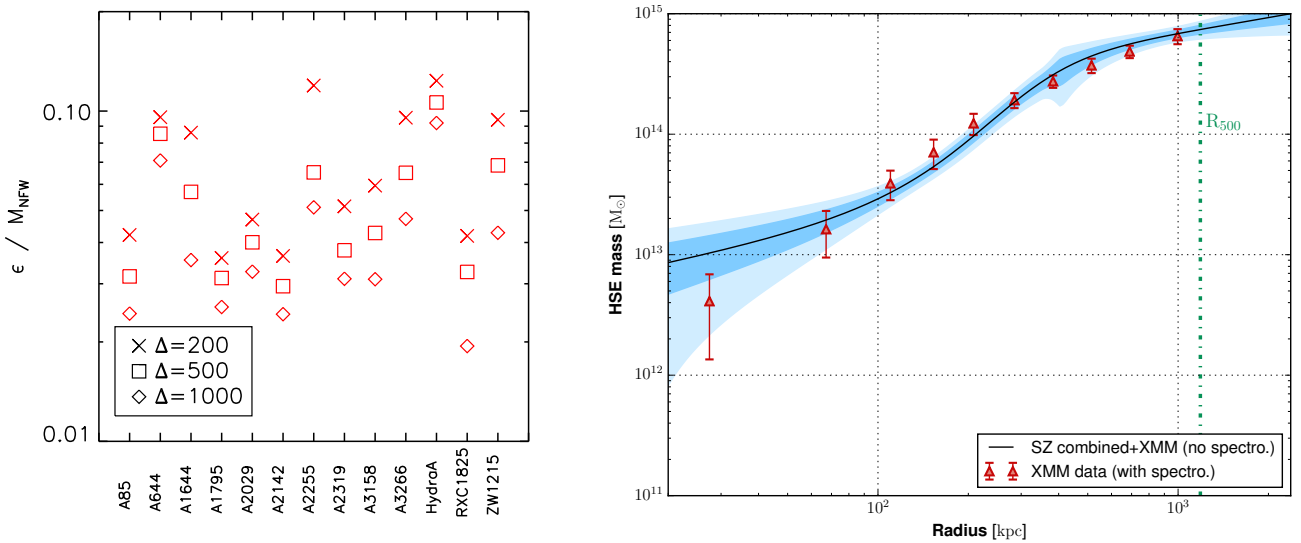 0.10
0.01
ϵ / M_NFW
× Δ=200
□ Δ=500
◇ Δ=1000
A85
A644
A1644
A1795
A2029
A2142
A2255
A2319
A3158
A3266
HydraA
RXC1825
ZW1215
10^15
10^14
10^13
10^12
10^11
HSE mass [M_⊙]
R_500
SZ combined+XMM (no spectro.)
XMM data (with spectro.)
10^2
10^3
Radius [kpc]